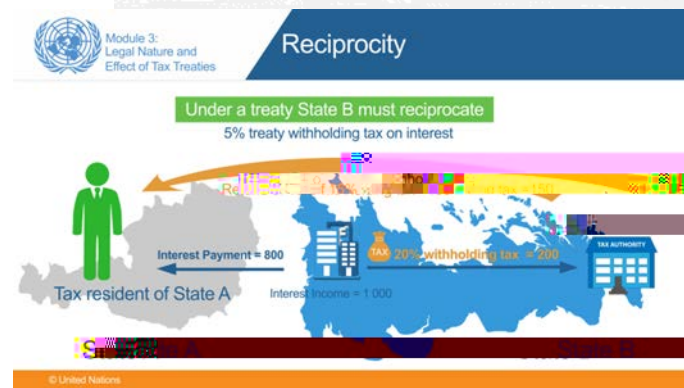 Module 3:
Legal Nature and
Effect of Tax Treaties
Reciprocity
Under a treaty State B must reciprocate
5% treaty withholding tax on interest
tax =150
Interest Payment = 800
TAX
20% withholding tax = 200
TAX AUTHORITY
Tax resident of State A
Interest Income = 1 000
© United Nations